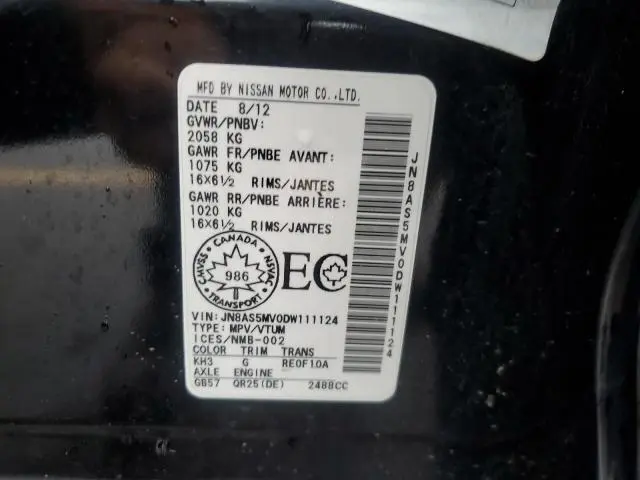 MFD BY NISSAN MOTOR CO.,LTD.
DATE 8/12
GVWR/PNBV:
2058 KG
GAWR FR/PNBE AVANT:
1075 KG
16X6½ RIMS/JANTES
GAWR RR/PNBE ARRIÈRE:
1020 KG
16X6½ RIMS/JANTES
CANADA
CMVSS NSVAC
986
TRANSPORT
EC
VIN: JN8AS5MV0DW111124
TYPE: MPV/VTUM
ICES/NMB-002
COLOR TRIM TRANS
KH3 G RE0F10A
AXLE ENGINE
GB57 QR25(DE) 2488CC
JN8AS5MV0DW111124